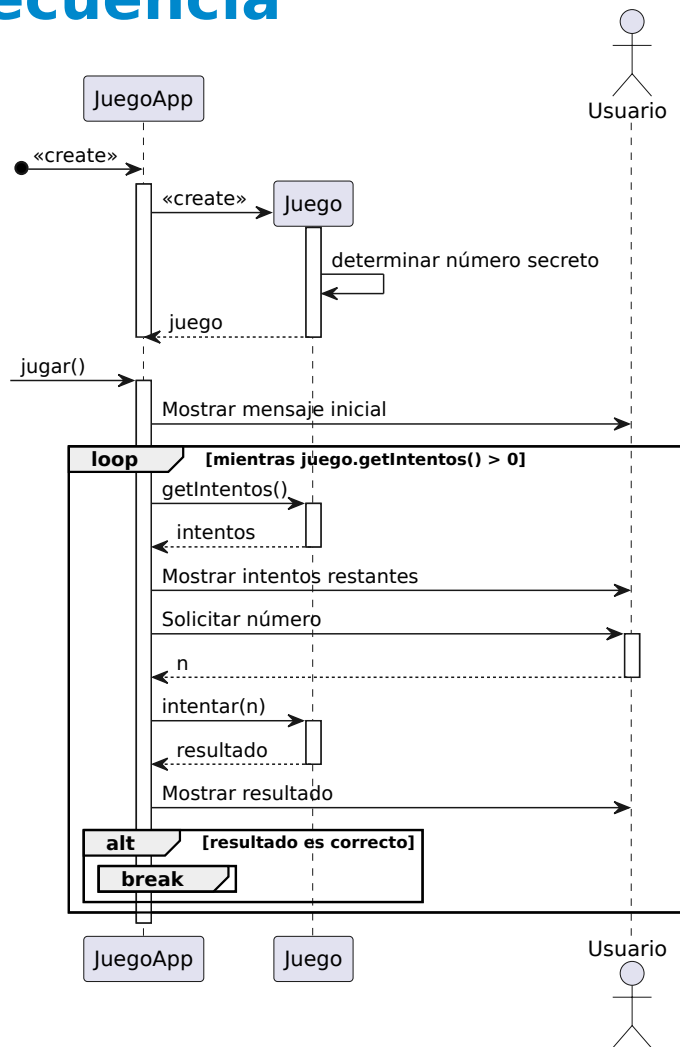 ecuencia
JuegoApp
Usuario
«create»
«create»
Juego
determinar número secreto
juego
jugar()
Mostrar mensaje inicial
loop
[mientras juego.getIntentos() > 0]
getIntentos()
intentos
Mostrar intentos restantes
Solicitar número
n
intentar(n)
resultado
Mostrar resultado
alt
[resultado es correcto]
break
JuegoApp
Juego
Usuario